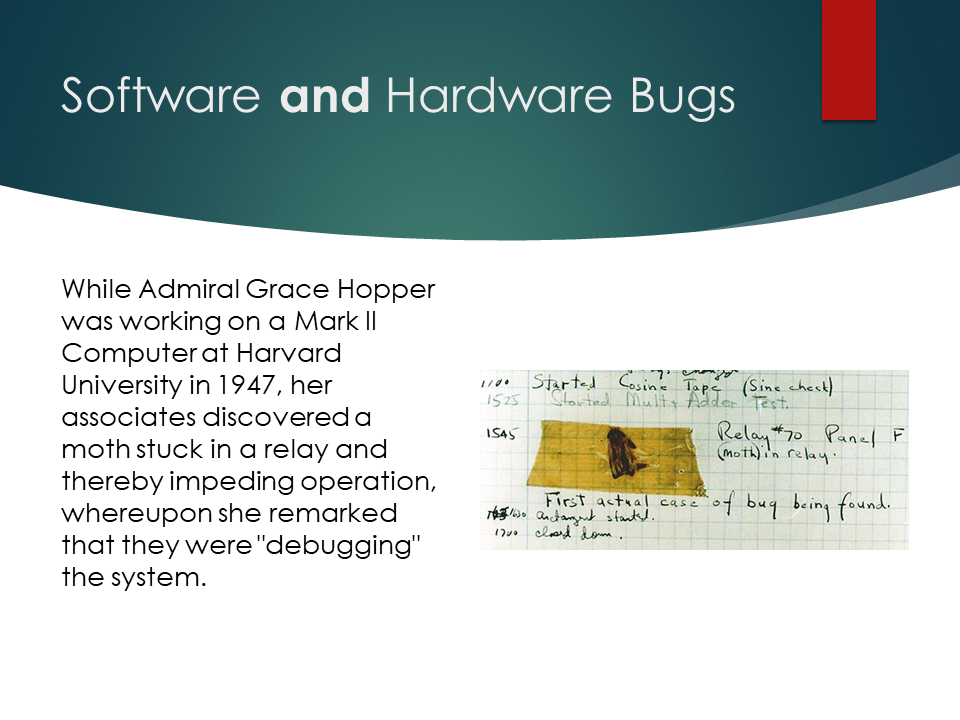 Software and Hardware Bugs
While Admiral Grace Hopper
was working on a Mark II
Computer at Harvard
University in 1947, her
associates discovered a
moth stuck in a relay and
thereby impeding operation,
whereupon she remarked
that they were "debugging"
the system.
1100 Started Cosine Tape (Sine check)
1525 Started Mult+ Adder Test.
1545 Relay #70 Panel F
(moth) in relay.
First actual case of bug being found.
1630 antangent started.
1700 closed down.